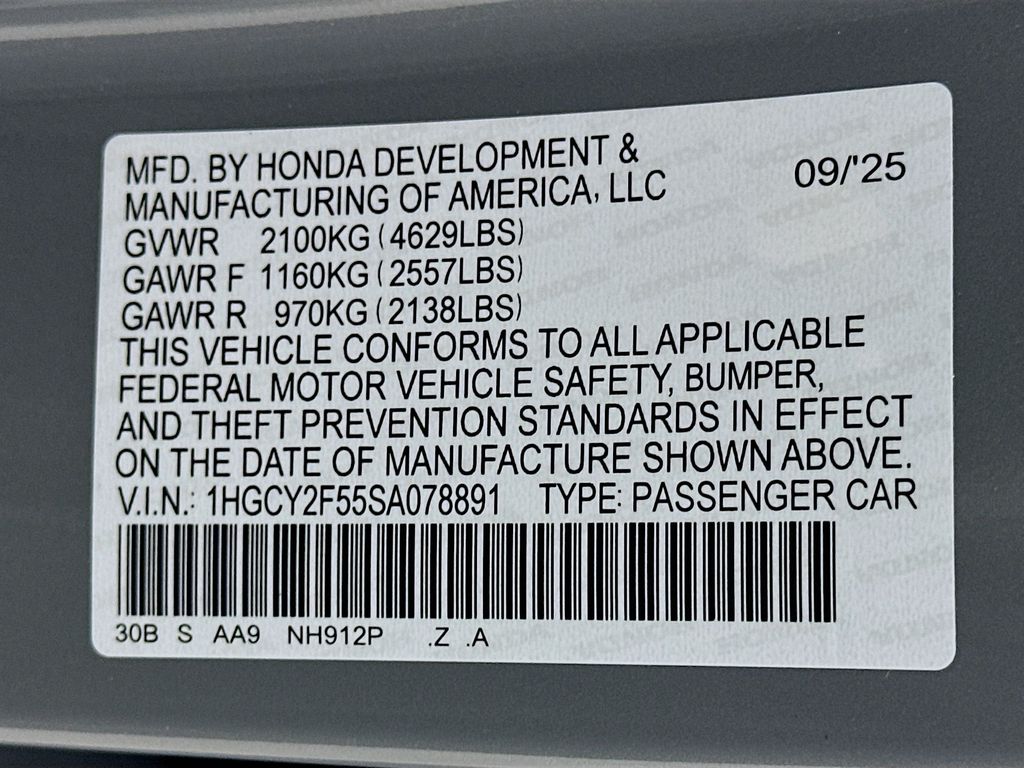 MFD. BY HONDA DEVELOPMENT &
MANUFACTURING OF AMERICA, LLC
09/'25
GVWR 2100KG (4629LBS)
GAWR F 1160KG (2557LBS)
GAWR R 970KG (2138LBS)
THIS VEHICLE CONFORMS TO ALL APPLICABLE
FEDERAL MOTOR VEHICLE SAFETY, BUMPER,
AND THEFT PREVENTION STANDARDS IN EFFECT
ON THE DATE OF MANUFACTURE SHOWN ABOVE.
V.I.N.: 1HGCY2F55SA078891 TYPE: PASSENGER CAR
30B S AA9 NH912P .Z .A